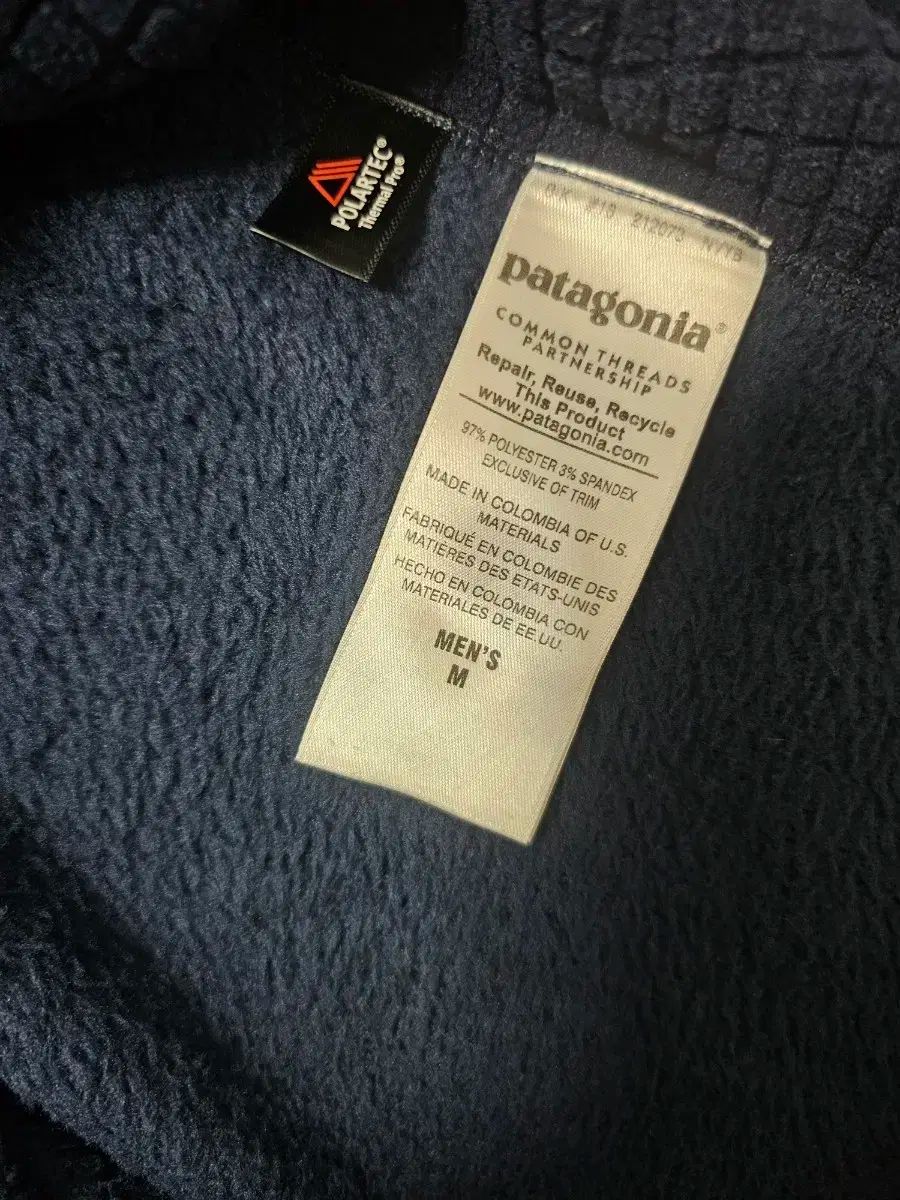 POLARTEC®
Thermal Pro®
212075
patagonia®
COMMON THREADS
PARTNERSHIP
Repair, Reuse, Recycle
This Product
www.patagonia.com
97% POLYESTER 3% SPANDEX
EXCLUSIVE OF TRIM
MADE IN COLOMBIA OF U.S.
MATERIALS
FABRIQUÉ EN COLOMBIE DES
MATIERES DES ETATS-UNIS
HECHO EN COLOMBIA CON
MATERIALES DE EE.UU.
MEN'S
M